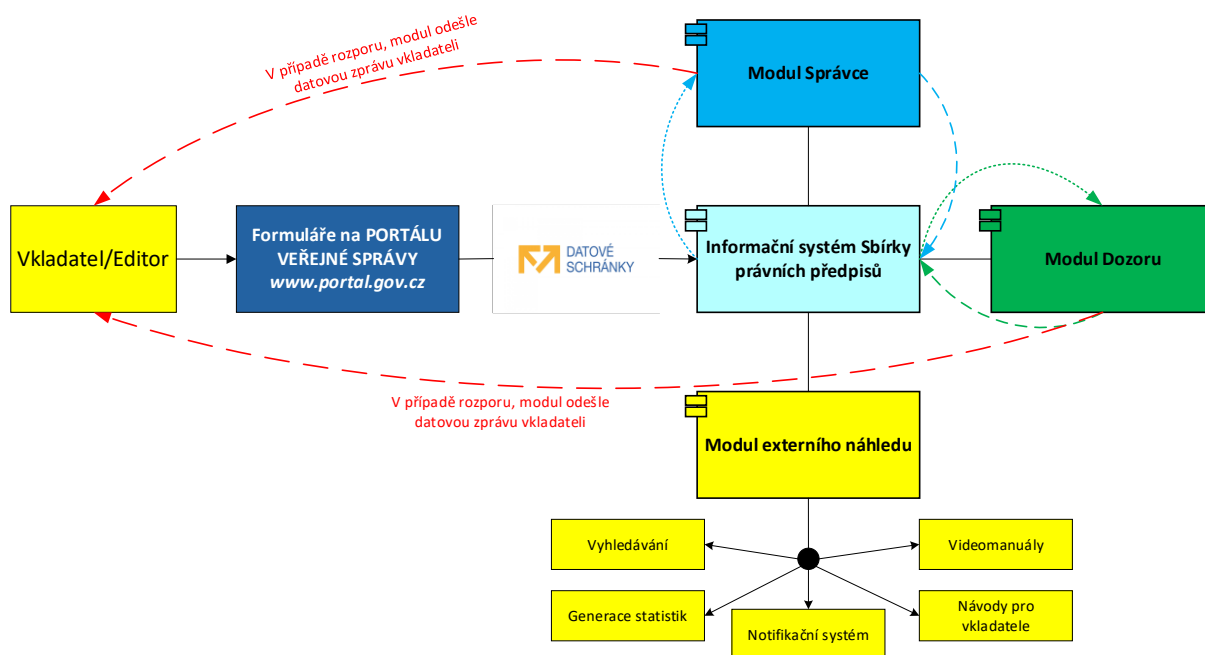 V případě rozporu, modul odešle
datovou zprávu vkladateli
Modul Správce
Vkladatel/Editor
Formuláře na PORTÁLU
VEŘEJNÉ SPRÁVY
www.portal.gov.cz
DATOVÉ
SCHRÁNKY
Informační systém Sbírky
právních předpisů
Modul Dozoru
V případě rozporu, modul odešle
datovou zprávu vkladateli
Modul externího náhledu
Vyhledávání
Videomanuály
Generace statistik
Notifikační systém
Návody pro
vkladatele